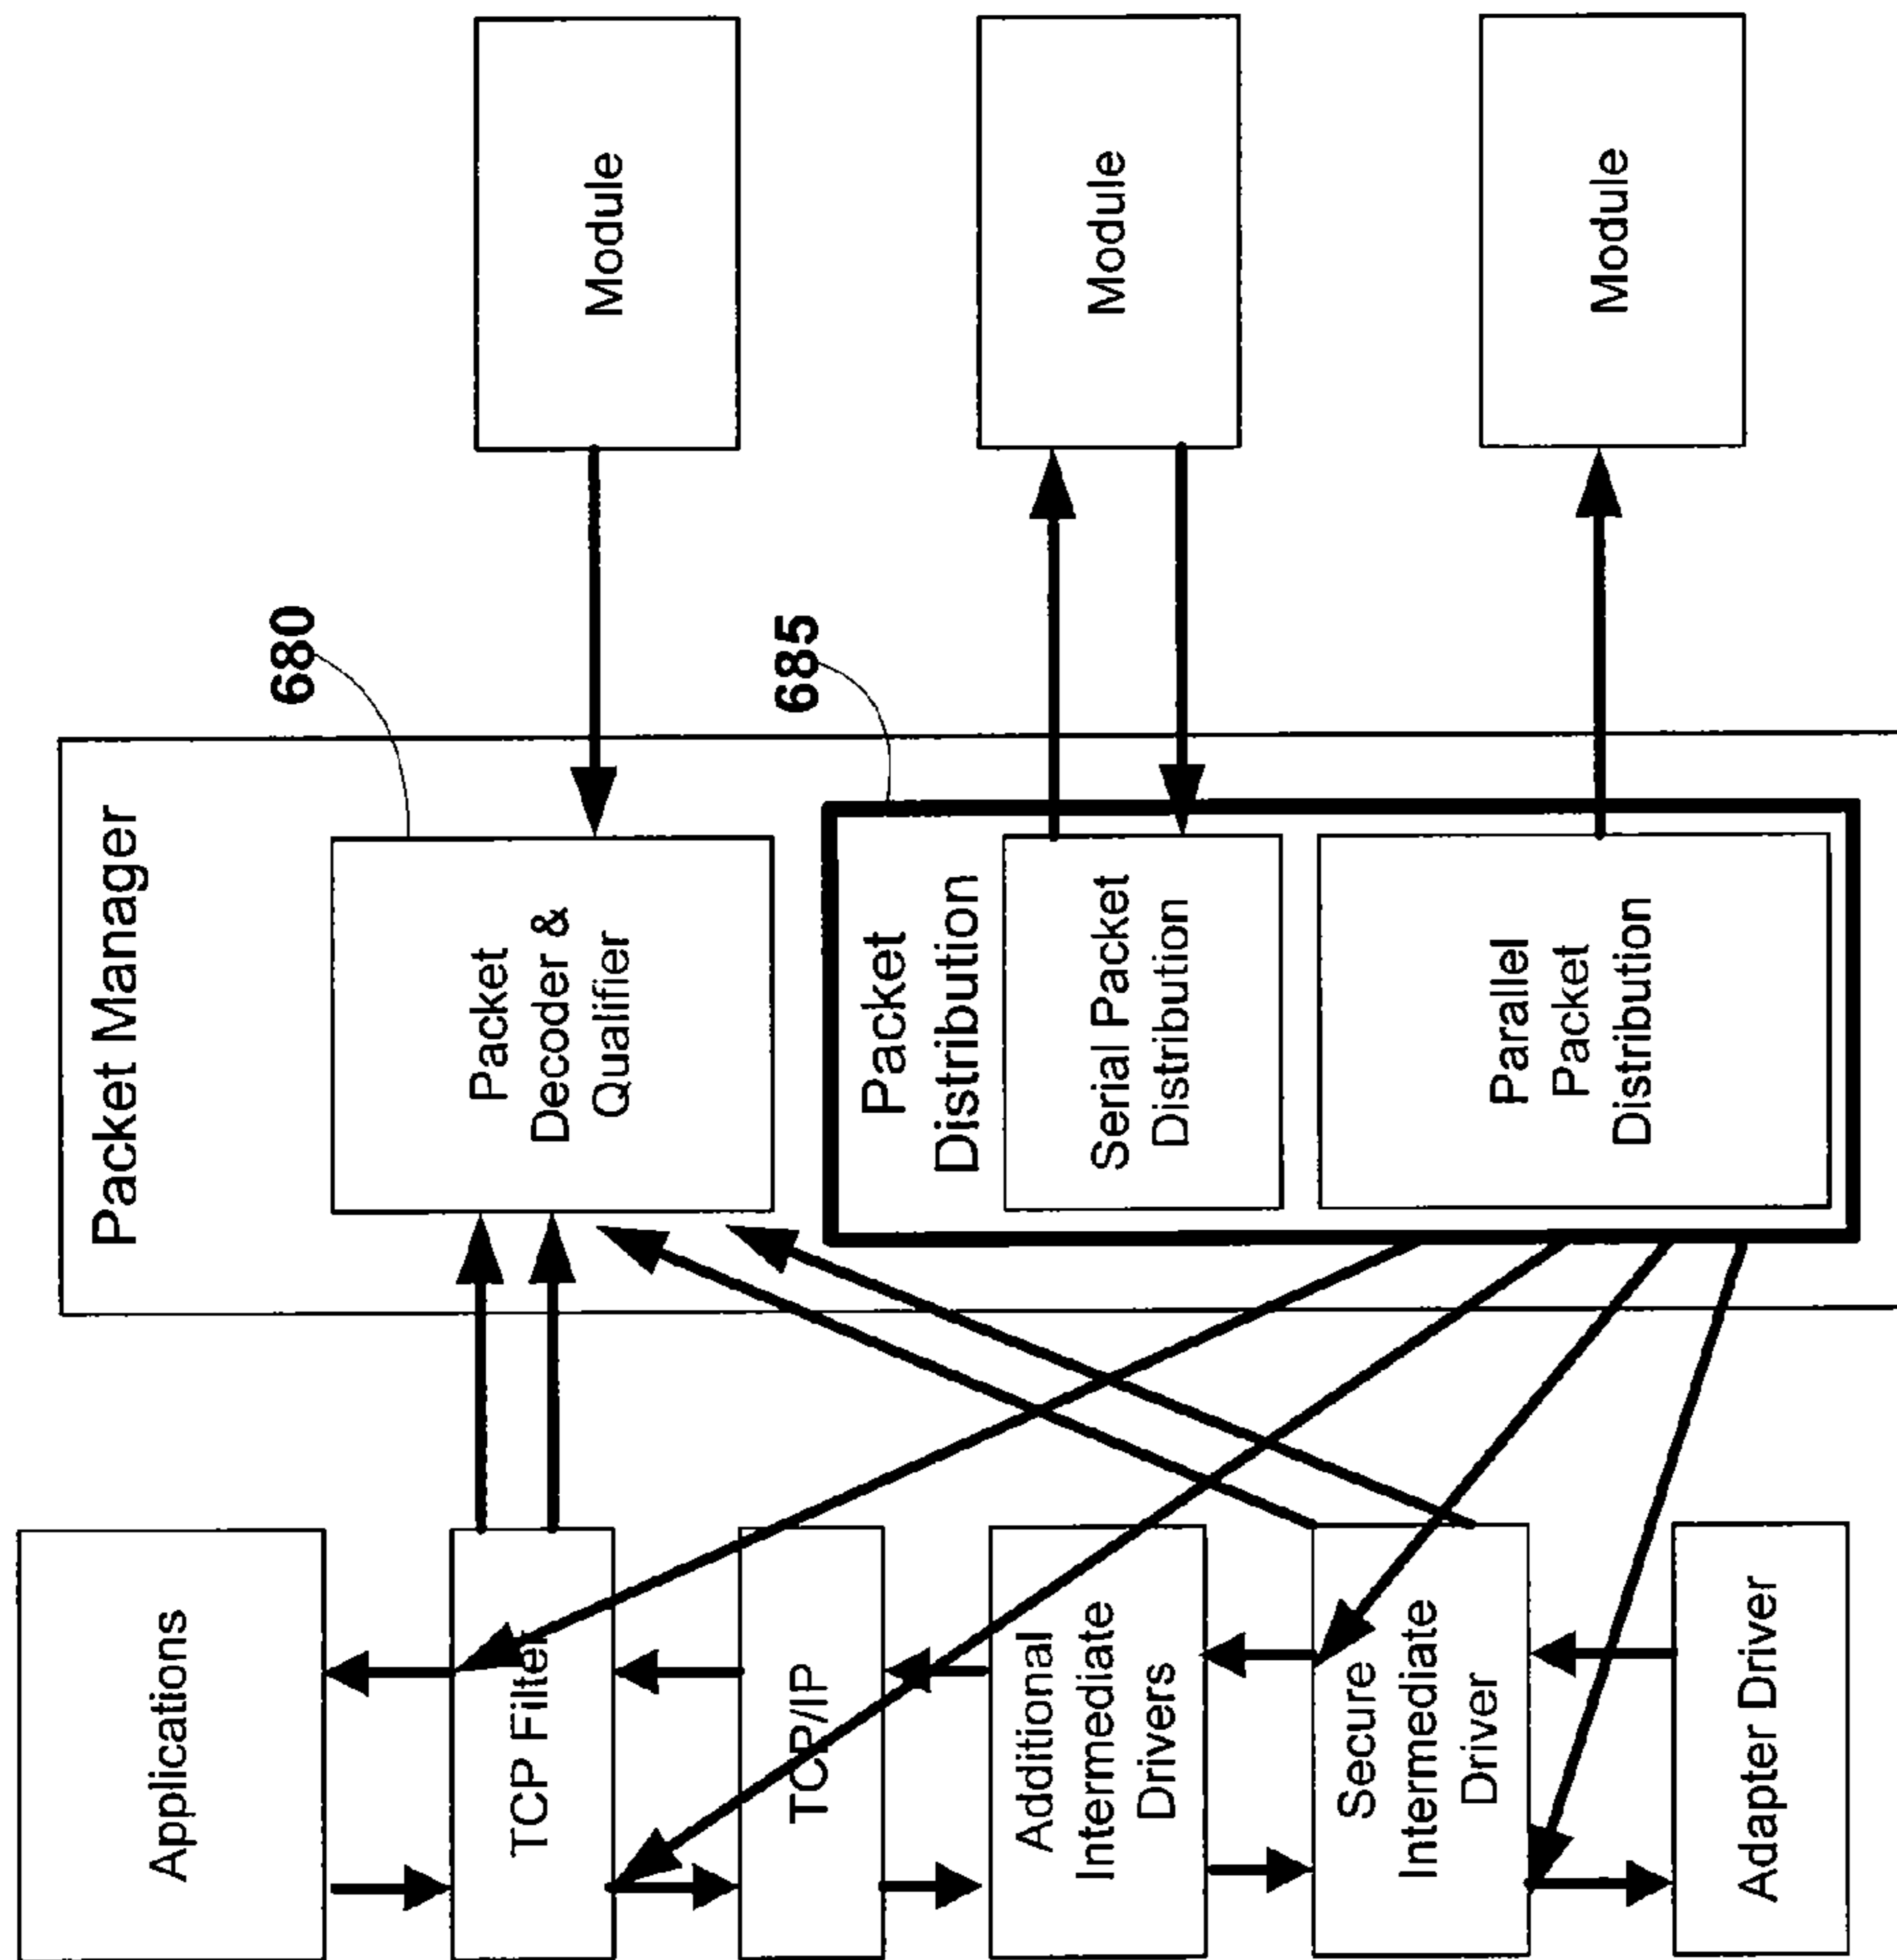 Applications
TCP Filter
TCP/IP
Additional
Intermediate
Drivers
Secure
Intermediate
Driver
Adapter Driver
Packet Manager
680
Packet
Decoder &
Qualifier
685
Packet
Distribution
Serial Packet
Distribution
Parallel
Packet
Distribution
Module
Module
Module